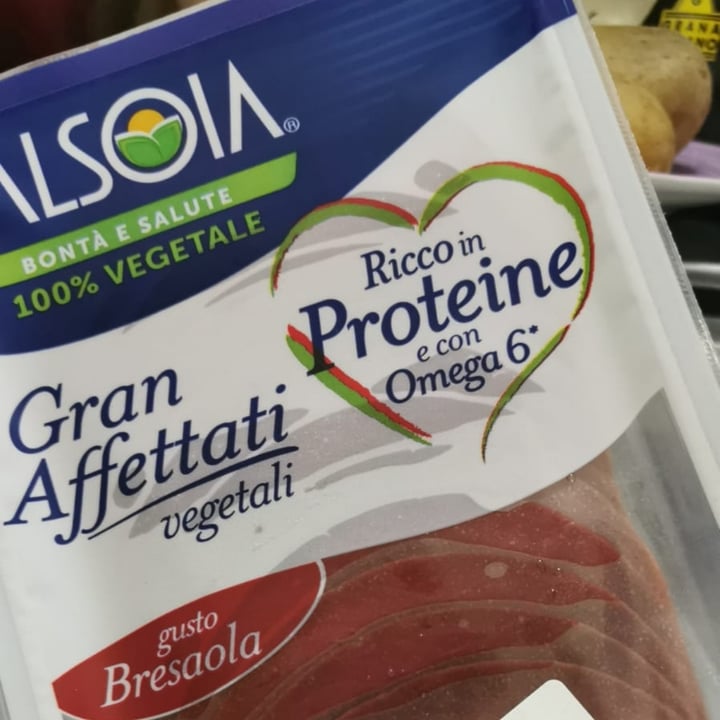 ALSOIA®
BONTÀ E SALUTE
100% VEGETALE
Ricco in
Proteine
e con
Omega 6*
Gran
Affettati
vegetali
gusto
Bresaola